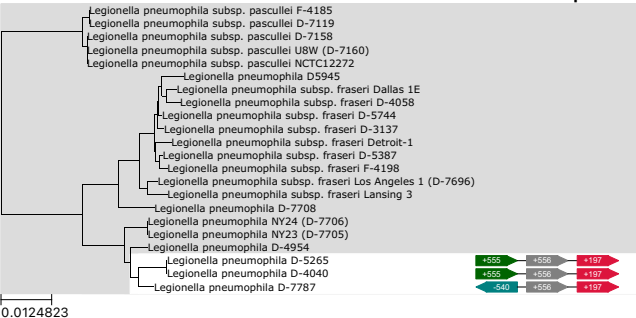 Legionella pneumophila subsp. pascullei F-4185
Legionella pneumophila subsp. pascullei D-7119
Legionella pneumophila subsp. pascullei D-7158
Legionella pneumophila subsp. pascullei U8W (D-7160)
Legionella pneumophila subsp. pascullei NCTC12272
Legionella pneumophila D5945
Legionella pneumophila subsp. fraseri Dallas 1E
Legionella pneumophila subsp. fraseri D-4058
Legionella pneumophila subsp. fraseri D-5744
Legionella pneumophila subsp. fraseri D-3137
Legionella pneumophila subsp. fraseri Detroit-1
Legionella pneumophila subsp. fraseri D-5387
Legionella pneumophila subsp. fraseri F-4198
Legionella pneumophila subsp. fraseri Los Angeles 1 (D-7696)
Legionella pneumophila subsp. fraseri Lansing 3
Legionella pneumophila D-7708
Legionella pneumophila NY24 (D-7706)
Legionella pneumophila NY23 (D-7705)
Legionella pneumophila D-4954
Legionella pneumophila D-5265 +555 +556 +197
Legionella pneumophila D-4040 +555 +556 +197
Legionella pneumophila D-7787 -540 +556 +197
0.0124823